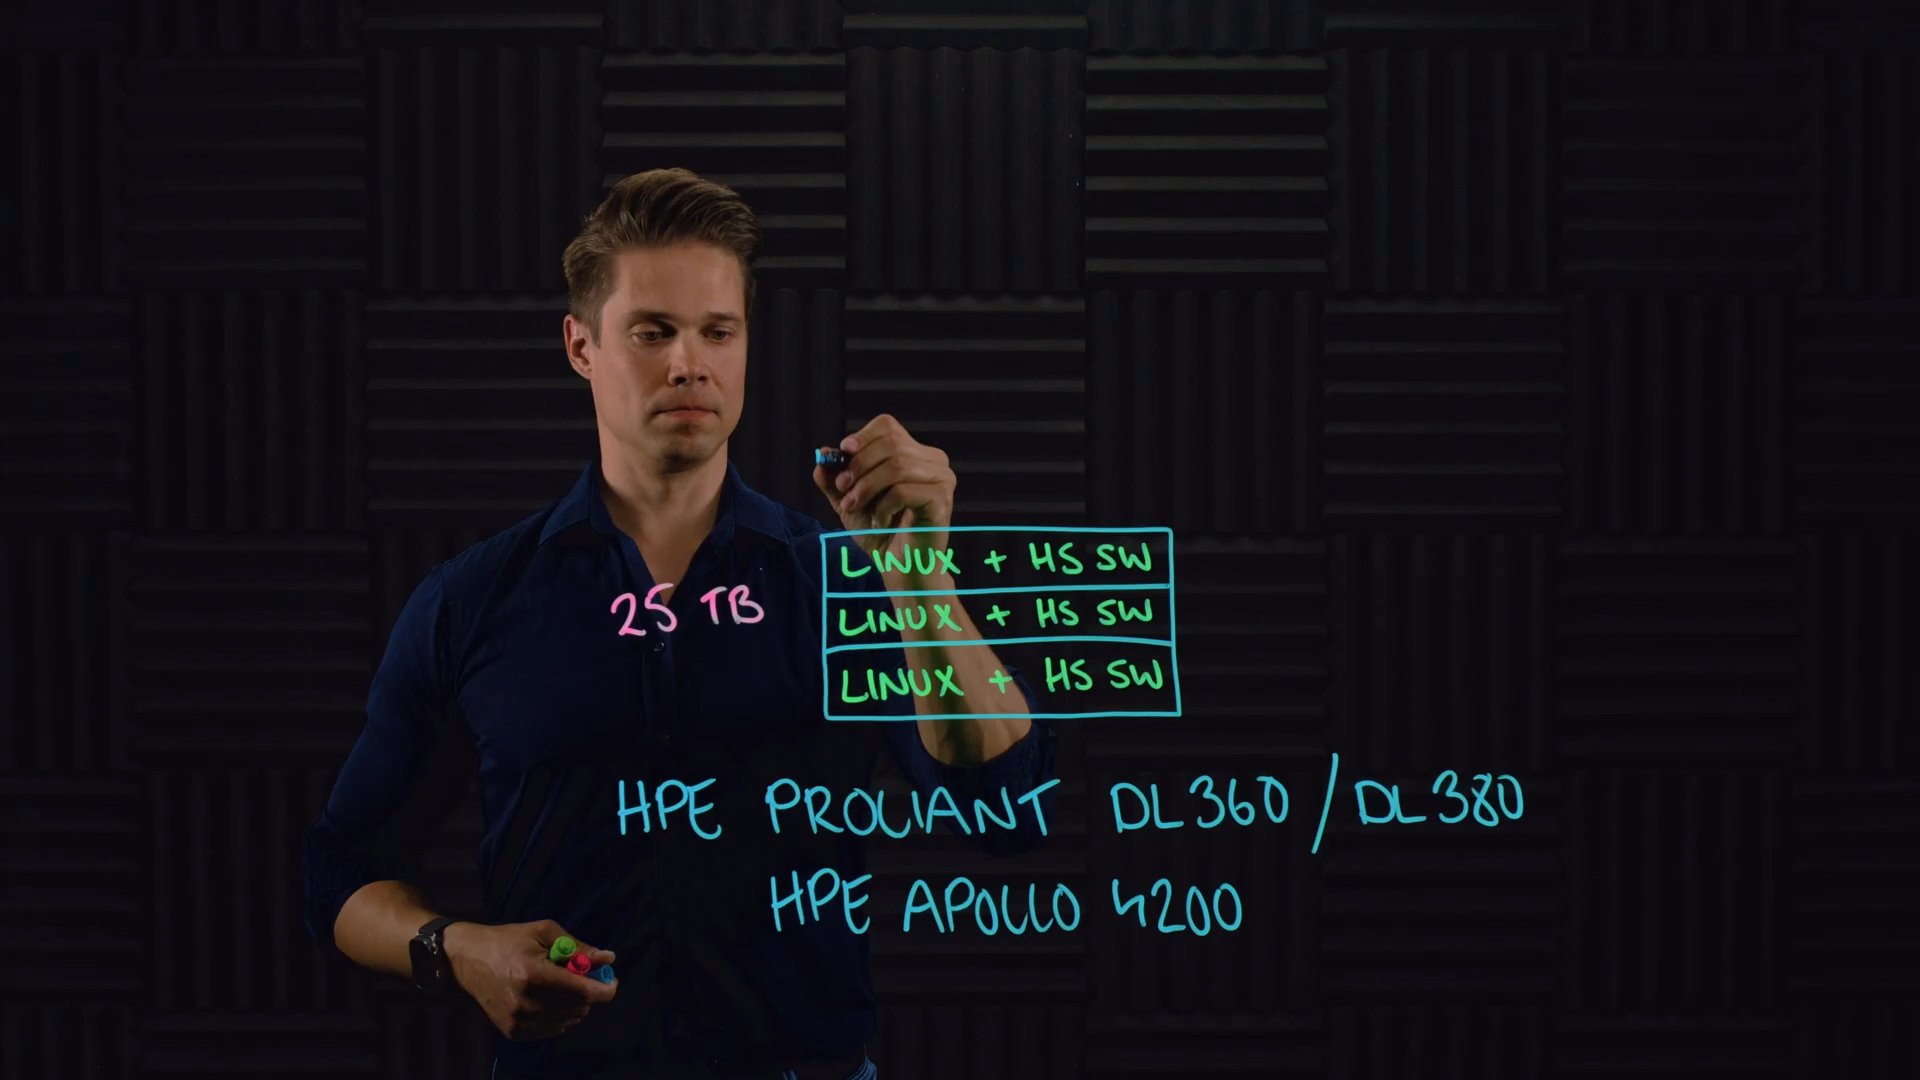 LINUX + HS SW
25 TB
LINUX + HS SW
LINUX + HS SW
HPE PROLIANT DL360 / DL380
HPE APOLLO 4200